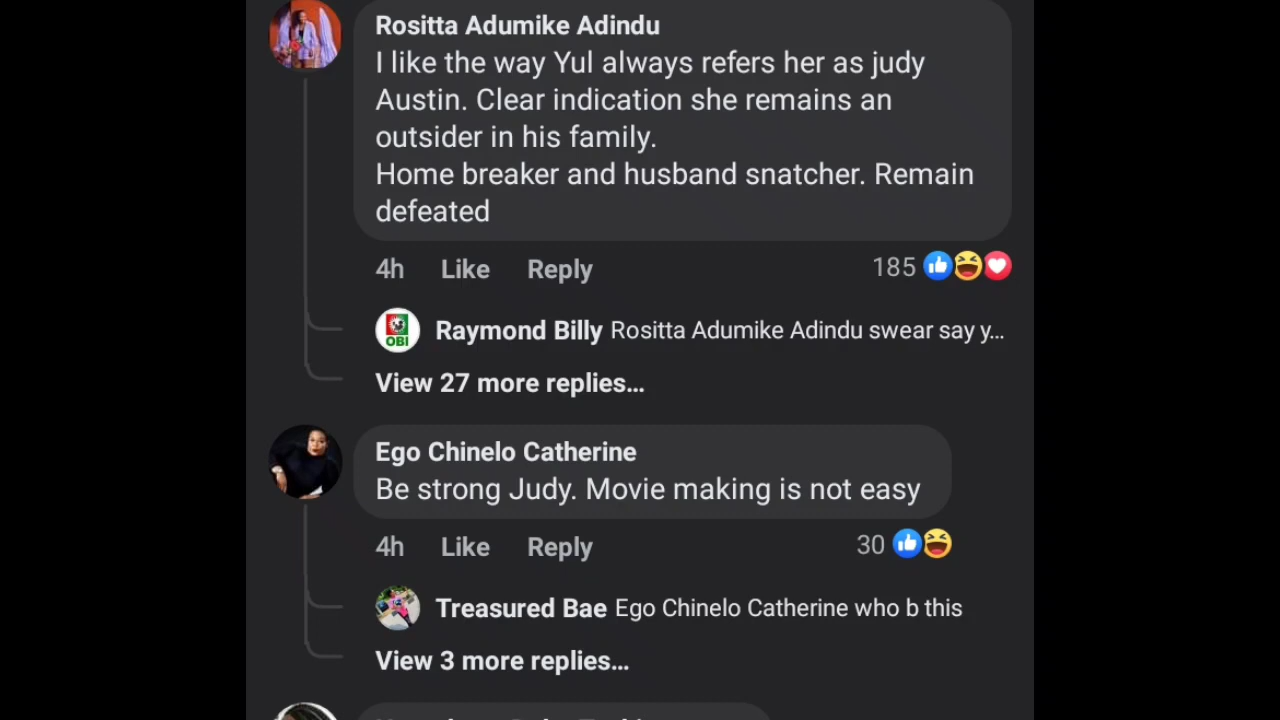 Rositta Adumike Adindu
I like the way Yul always refers her as judy
Austin. Clear indication she remains an
outsider in his family.
Home breaker and husband snatcher. Remain
defeated
4h Like Reply 185
OBI
Raymond Billy Rositta Adumike Adindu swear say y...
View 27 more replies...
Ego Chinelo Catherine
Be strong Judy. Movie making is not easy
4h Like Reply 30
Treasured Bae Ego Chinelo Catherine who b this
View 3 more replies...